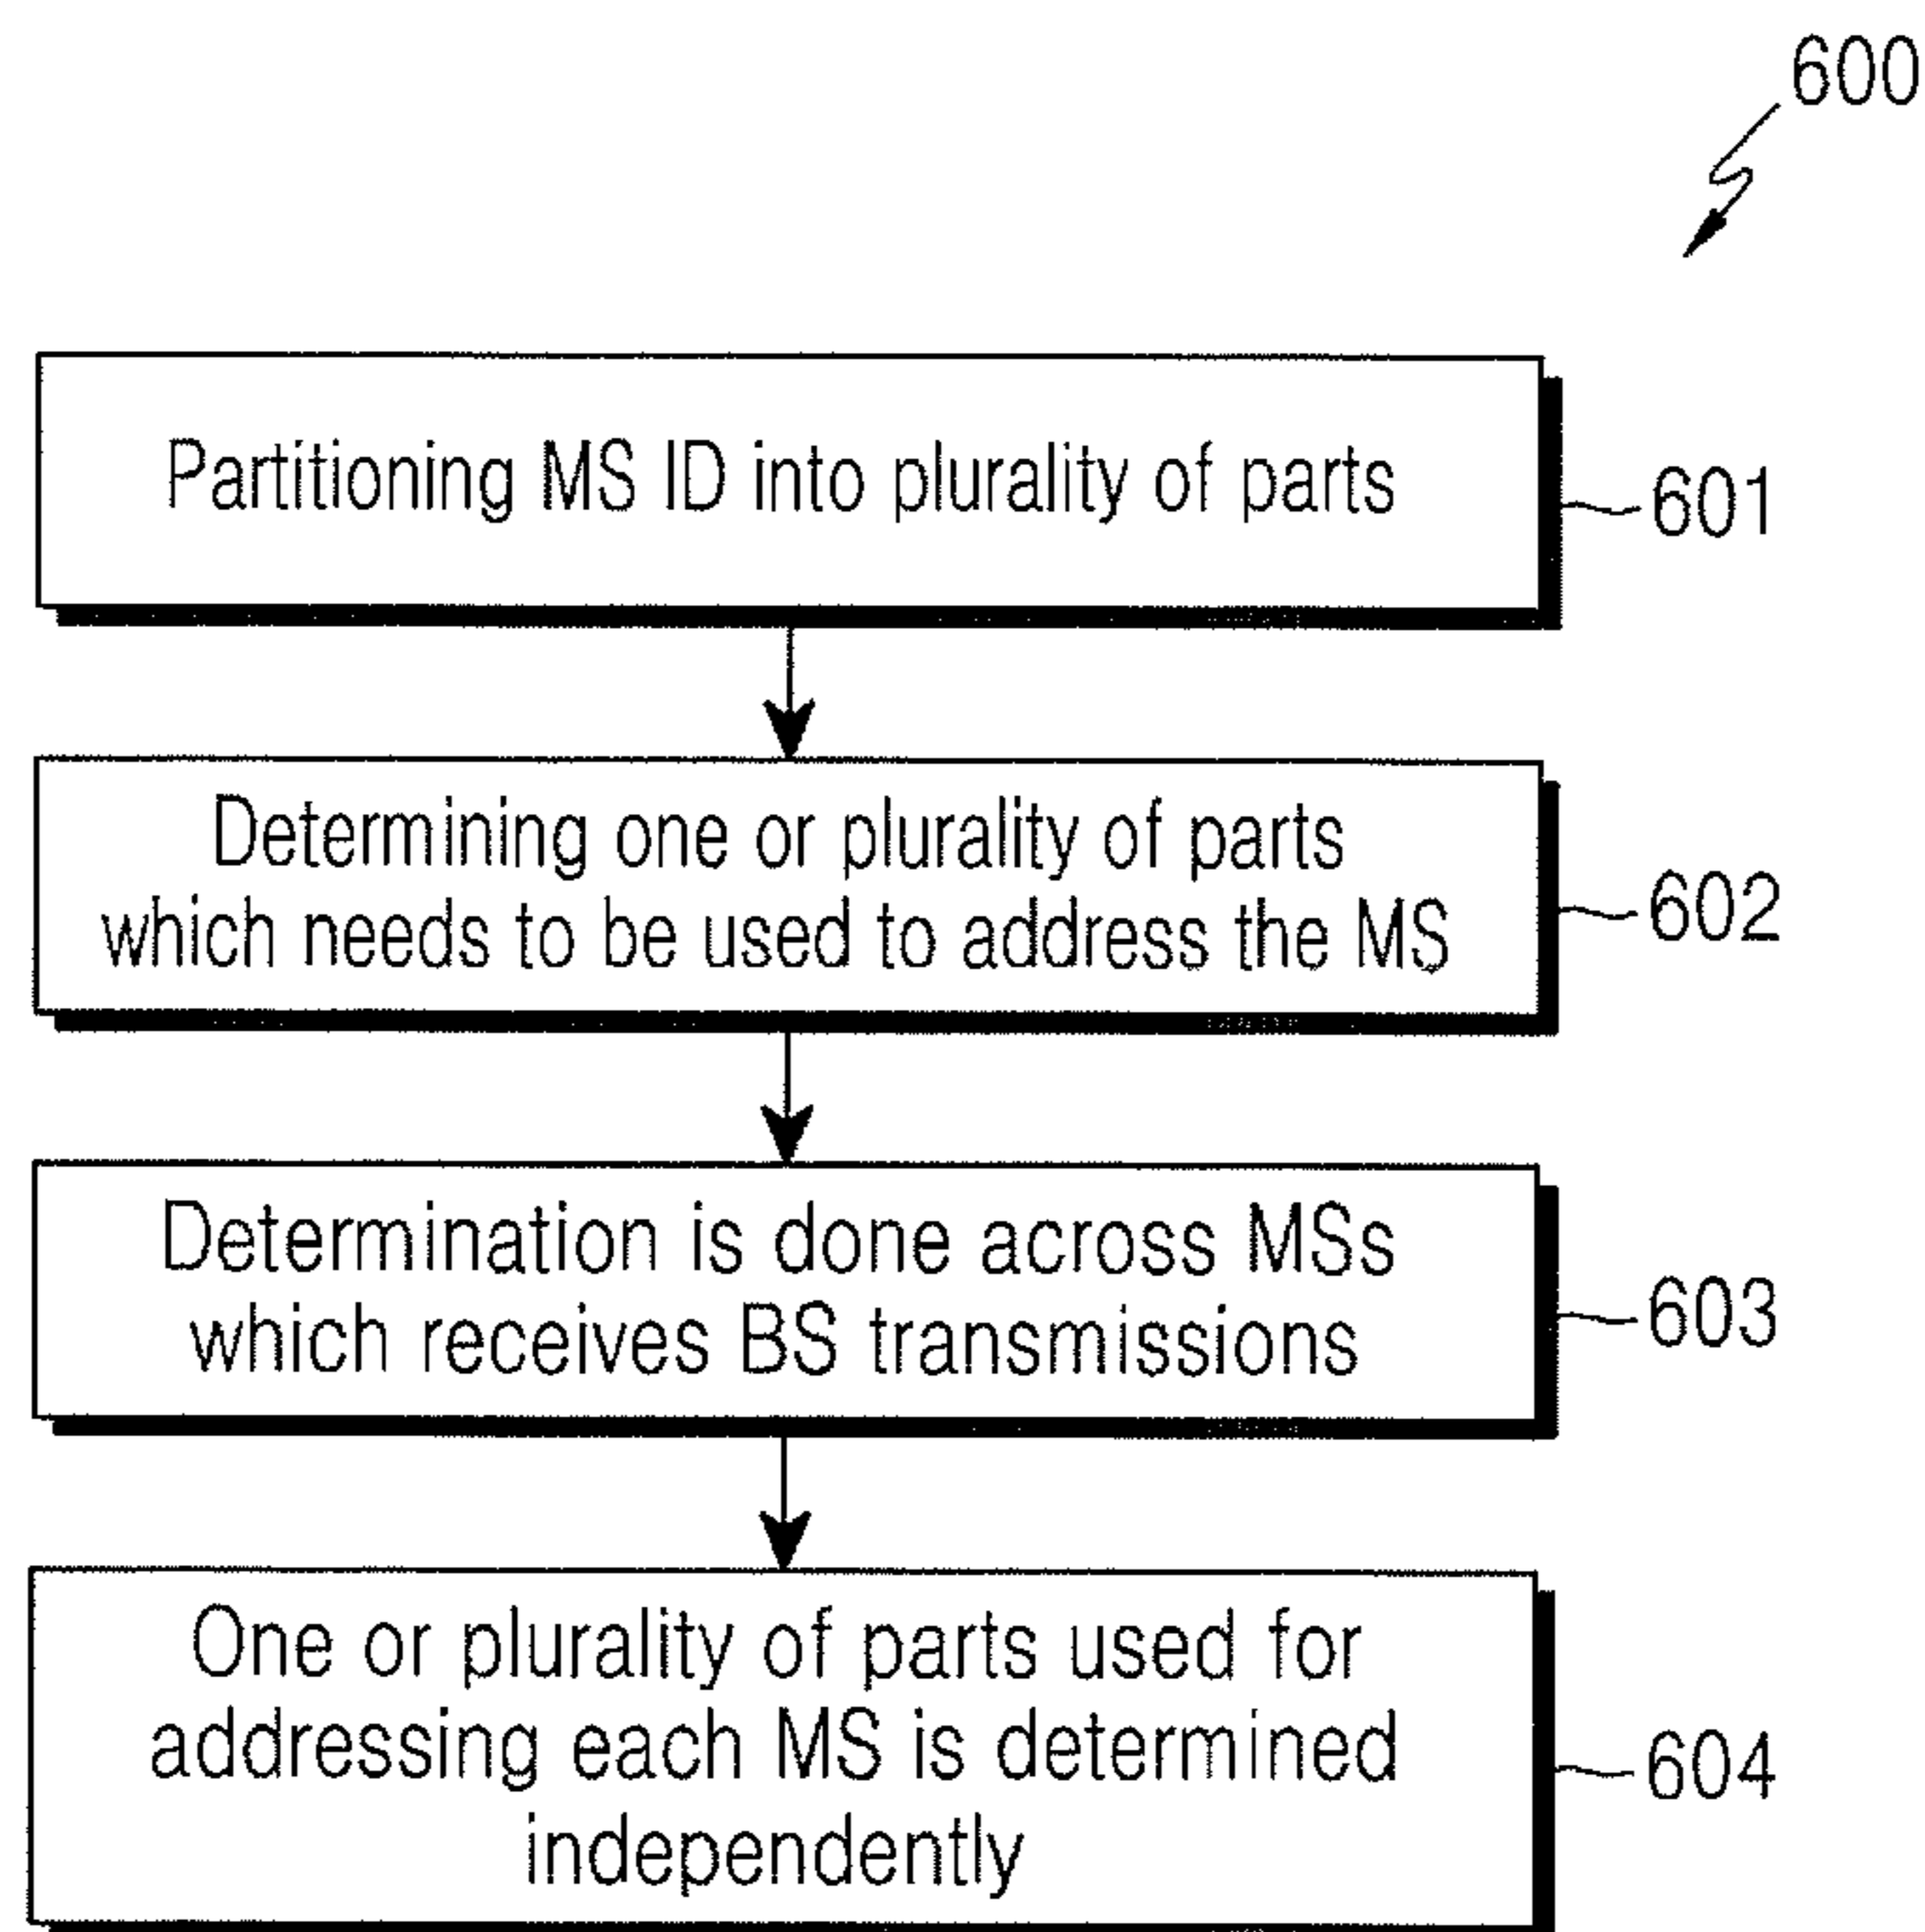 600
Partitioning MS ID into plurality of parts
601
Determining one or plurality of parts
which needs to be used to address the MS
602
Determination is done across MSs
which receives BS transmissions
603
One or plurality of parts used for
addressing each MS is determined
independently
604